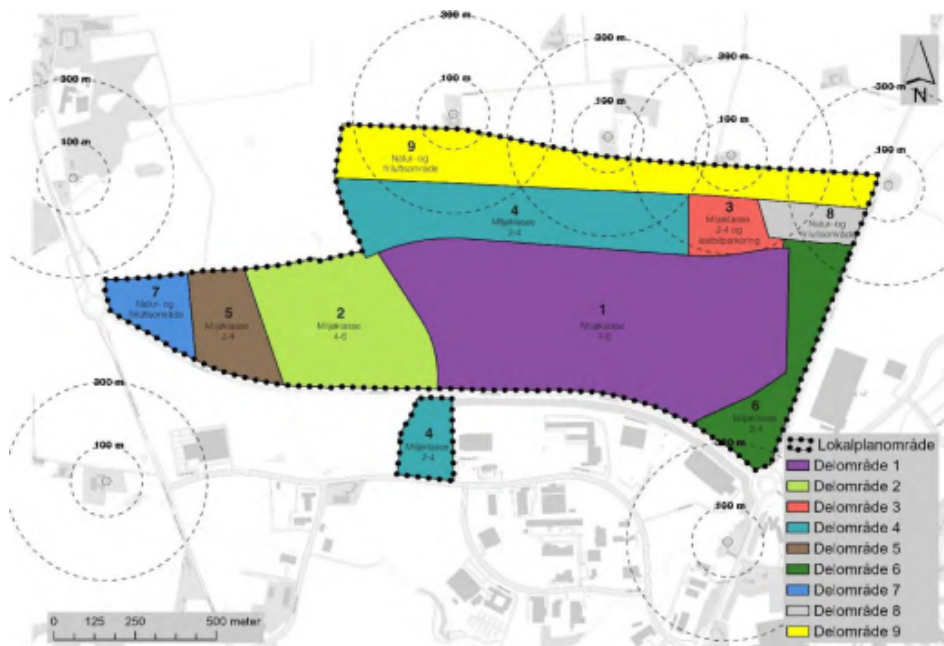 300 m
300 m
300 m
300 m
300 m
100 m
100 m
100 m
100 m
100 m
N
9
Natur- og
friluftsområde
4
Miljøklasse
2-4
3
Miljøklasse
2-4 og
lastbilparkering
8
Natur- og
friluftsområde
7
Natur- og
friluftsområde
5
Miljøklasse
2-4
2
Miljøklasse
4-6
1
Miljøklasse
4-6
6
Miljøklasse
2-4
4
Miljøklasse
2-4
300 m
100 m
100 m
Lokalplanområde
Delområde 1
Delområde 2
Delområde 3
Delområde 4
Delområde 5
Delområde 6
Delområde 7
Delområde 8
Delområde 9
0 125 250 500 meter